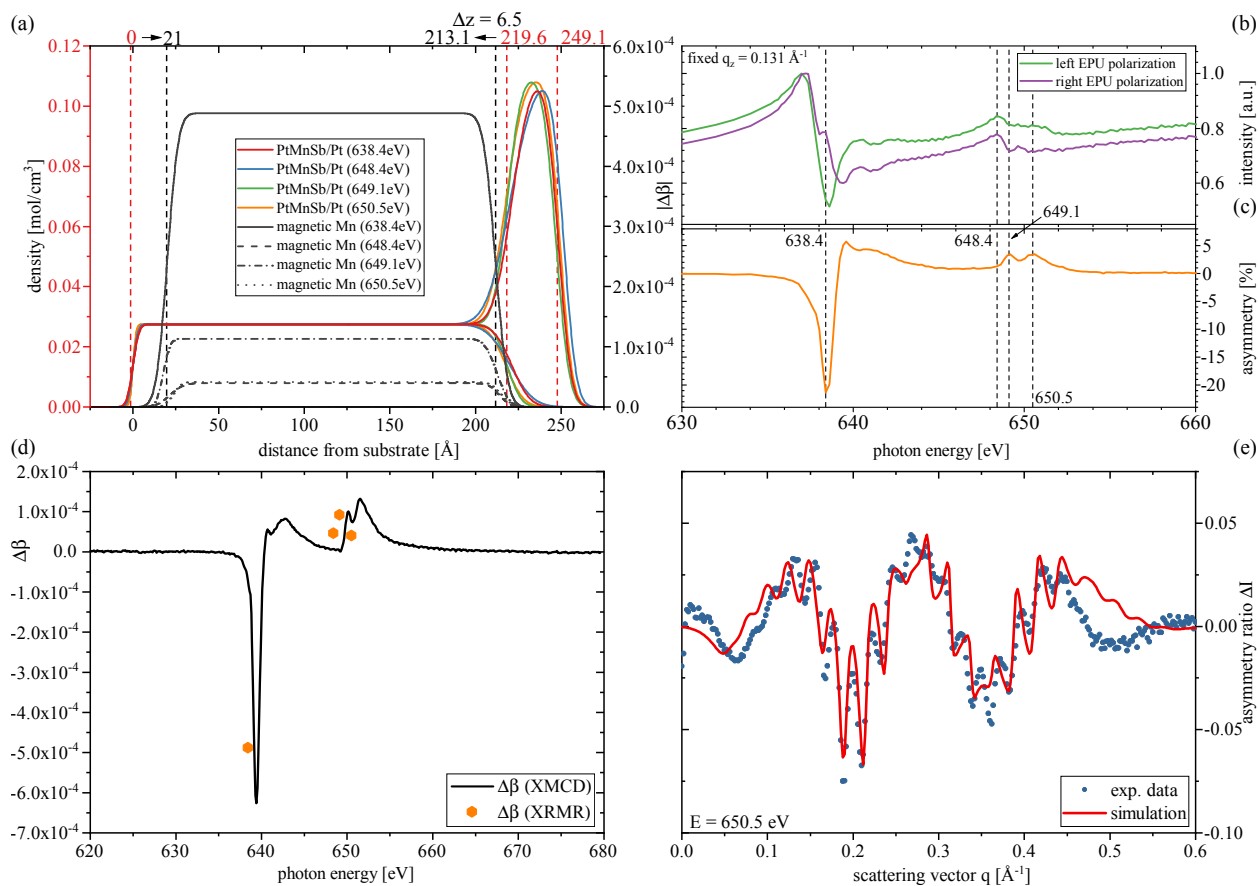 (a)
Δz = 6.5
0 21 213.1 219.6 249.1
0.12
0.10
0.08
0.06
0.04
0.02
0.00
density [mol/cm³]
6.0x10⁻⁴
5.0x10⁻⁴
4.0x10⁻⁴
3.0x10⁻⁴
2.0x10⁻⁴
1.0x10⁻⁴
0.0
|Δβ|
PtMnSb/Pt (638.4eV)
PtMnSb/Pt (648.4eV)
PtMnSb/Pt (649.1eV)
PtMnSb/Pt (650.5eV)
magnetic Mn (638.4eV)
magnetic Mn (648.4eV)
magnetic Mn (649.1eV)
magnetic Mn (650.5eV)
0 50 100 150 200 250
distance from substrate [Å]
(b)
640 650
fixed q_z = 0.131 Å⁻¹
left EPU polarization
right EPU polarization
1.0
0.8
0.6
intensity [a.u.]
(c)
638.4
648.4
649.1
650.5
5
0
-5
-10
-15
-20
asymmetry [%]
630 640 650 660
photon energy [eV]
(d)
2.0x10⁻⁴
1.0x10⁻⁴
0.0
-1.0x10⁻⁴
-2.0x10⁻⁴
-3.0x10⁻⁴
-4.0x10⁻⁴
-5.0x10⁻⁴
-6.0x10⁻⁴
-7.0x10⁻⁴
Δβ
Δβ (XMCD)
Δβ (XRMR)
620 630 640 650 660 670 680
photon energy [eV]
(e)
0.05
0.00
-0.05
-0.10
asymmetry ratio ΔI
exp. data
simulation
E = 650.5 eV
0.0 0.1 0.2 0.3 0.4 0.5 0.6
scattering vector q [Å⁻¹]